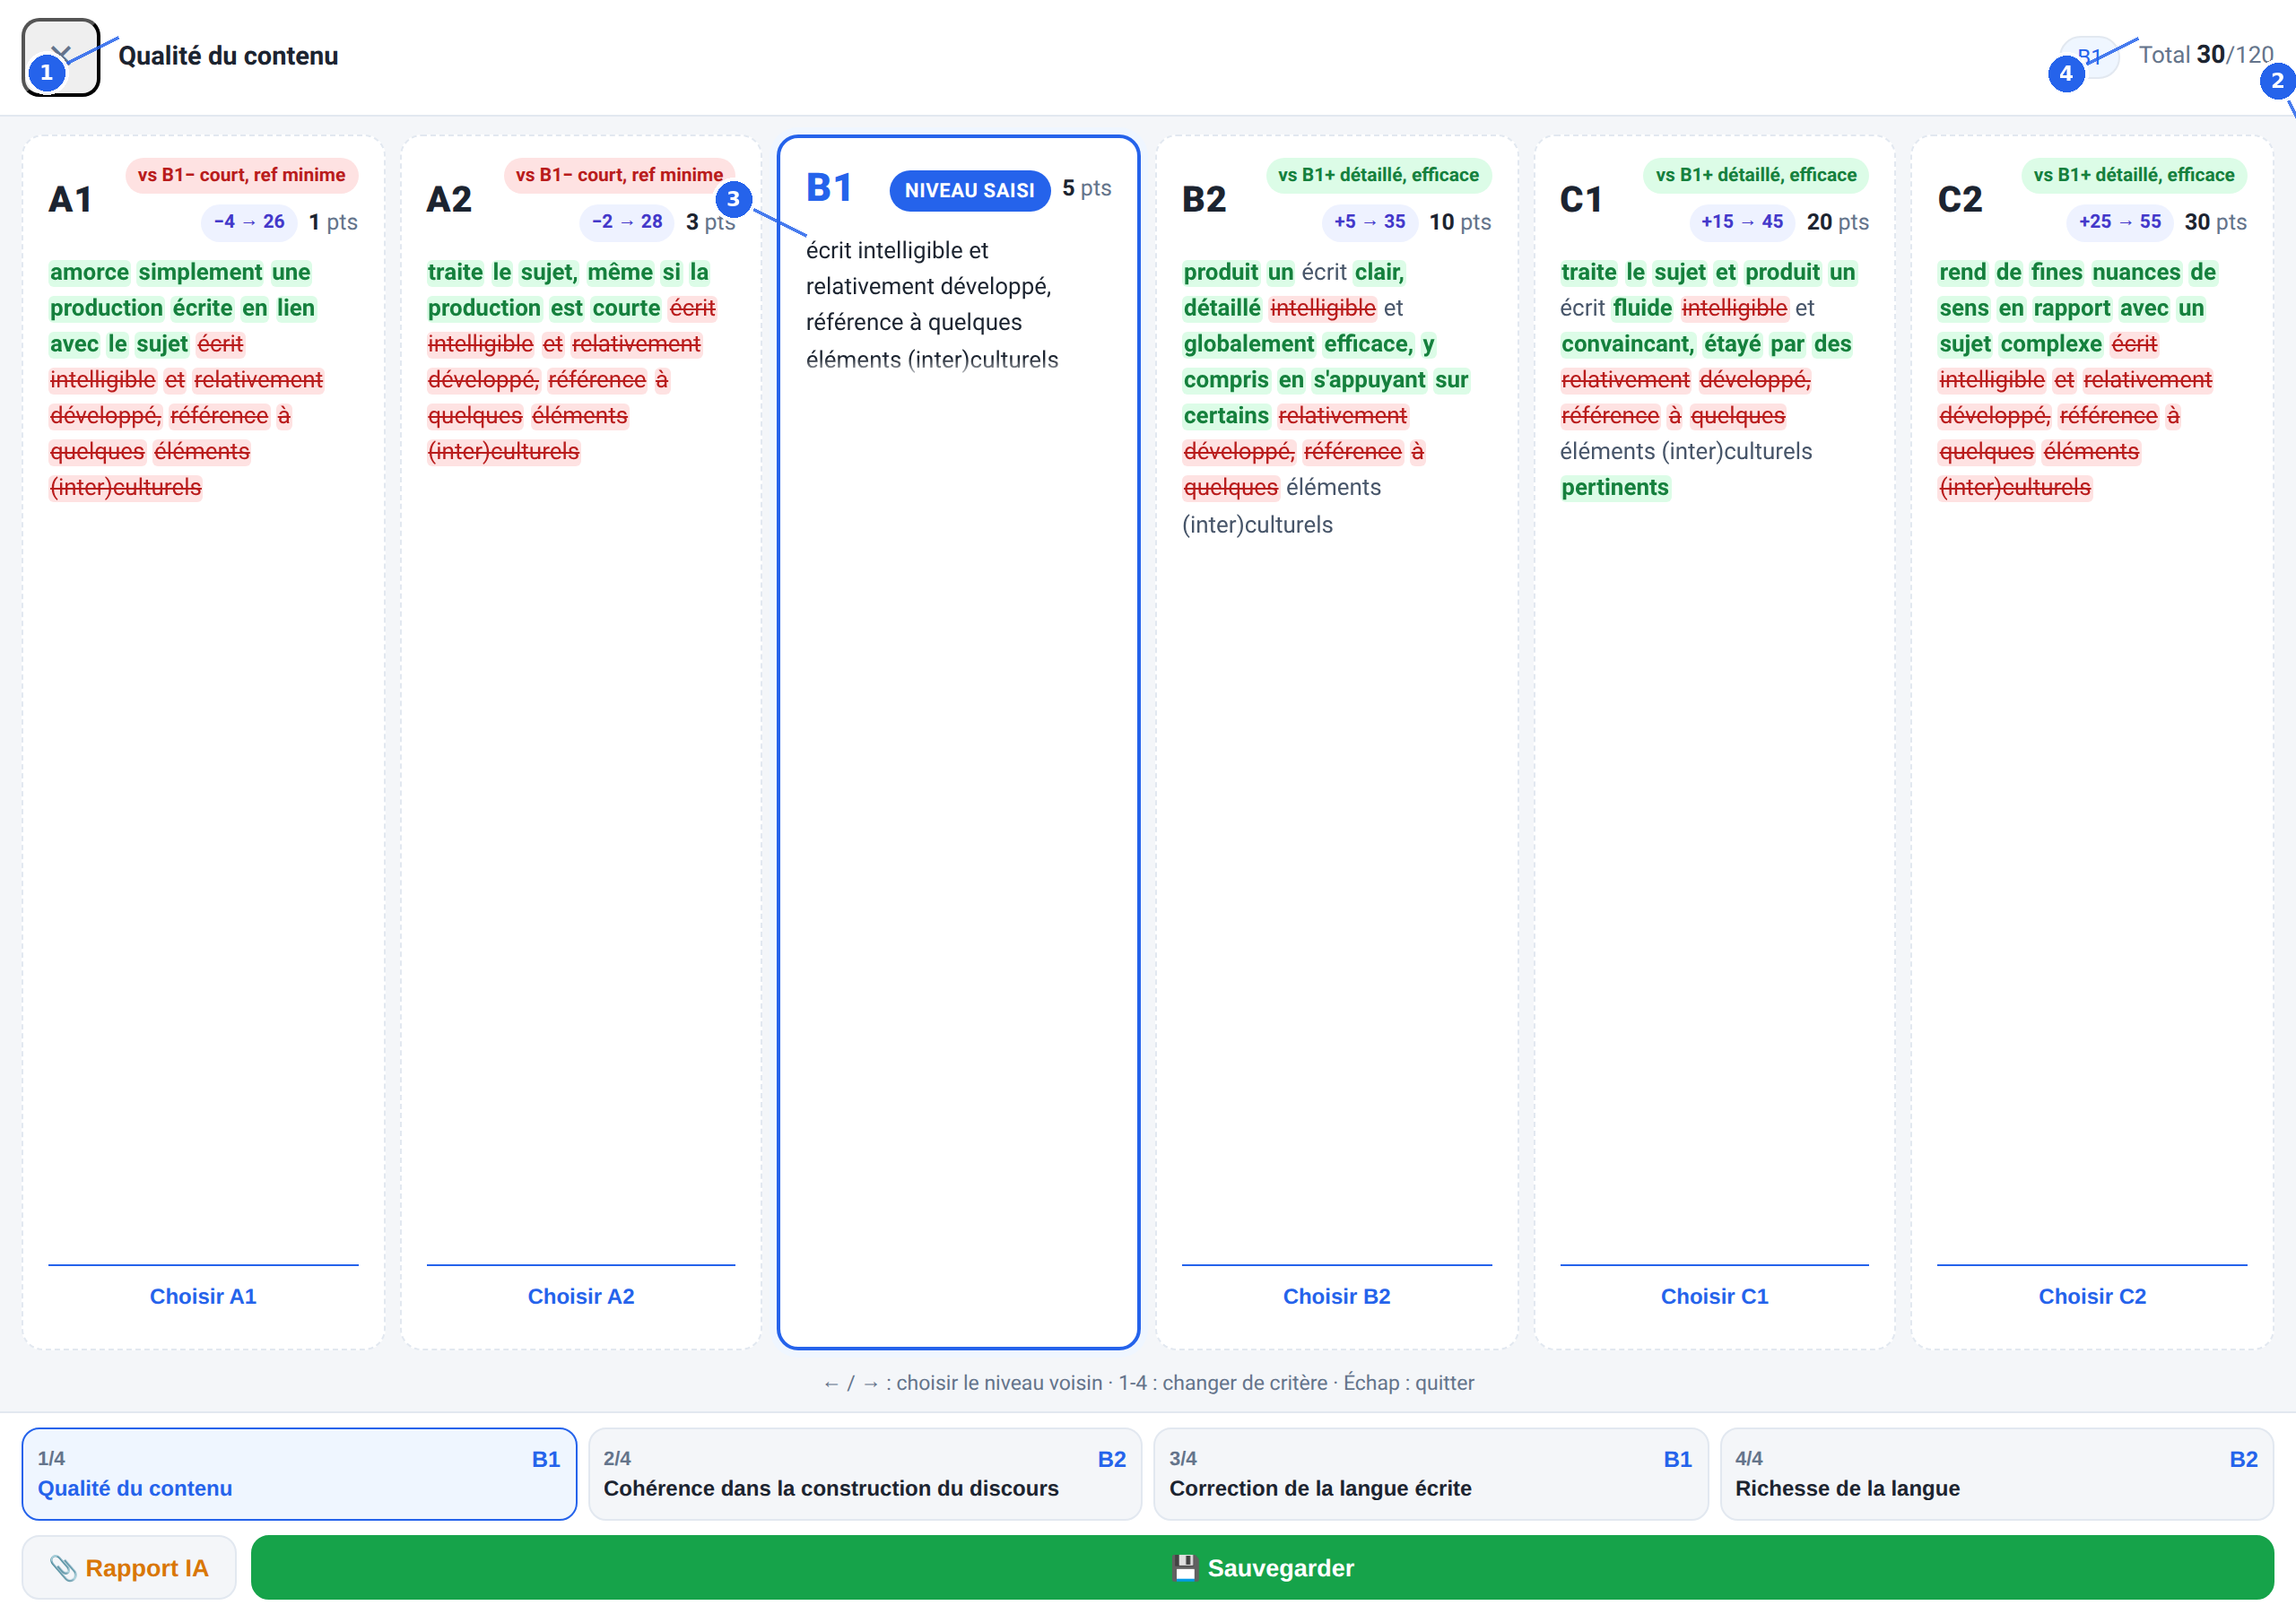 1
Qualité du contenu
4
B1
Total 30/120
2
A1
vs B1− court, ref minime
−4 → 26 1 pts
amorce simplement une
production écrite en lien
avec le sujet écrit
intelligible et relativement
développé, référence à
quelques éléments
(inter)culturels
Choisir A1
A2
vs B1− court, ref minime
−2 → 28 3 pts
traite le sujet, même si la
production est courte écrit
intelligible et relativement
développé, référence à
quelques éléments
(inter)culturels
Choisir A2
3
B1
NIVEAU SAISI
5 pts
écrit intelligible et
relativement développé,
référence à quelques
éléments (inter)culturels
B2
vs B1+ détaillé, efficace
+5 → 35 10 pts
produit un écrit clair,
détaillé intelligible et
globalement efficace, y
compris en s'appuyant sur
certains relativement
développé, référence à
quelques éléments
(inter)culturels
Choisir B2
C1
vs B1+ détaillé, efficace
+15 → 45 20 pts
traite le sujet et produit un
écrit fluide intelligible et
convaincant, étayé par des
relativement développé,
référence à quelques
éléments (inter)culturels
pertinents
Choisir C1
C2
vs B1+ détaillé, efficace
+25 → 55 30 pts
rend de fines nuances de
sens en rapport avec un
sujet complexe écrit
intelligible et relativement
développé, référence à
quelques éléments
(inter)culturels
Choisir C2
← / → : choisir le niveau voisin · 1-4 : changer de critère · Échap : quitter
1/4
B1
Qualité du contenu
2/4
B2
Cohérence dans la construction du discours
3/4
B1
Correction de la langue écrite
4/4
B2
Richesse de la langue
📎 Rapport IA
💾 Sauvegarder